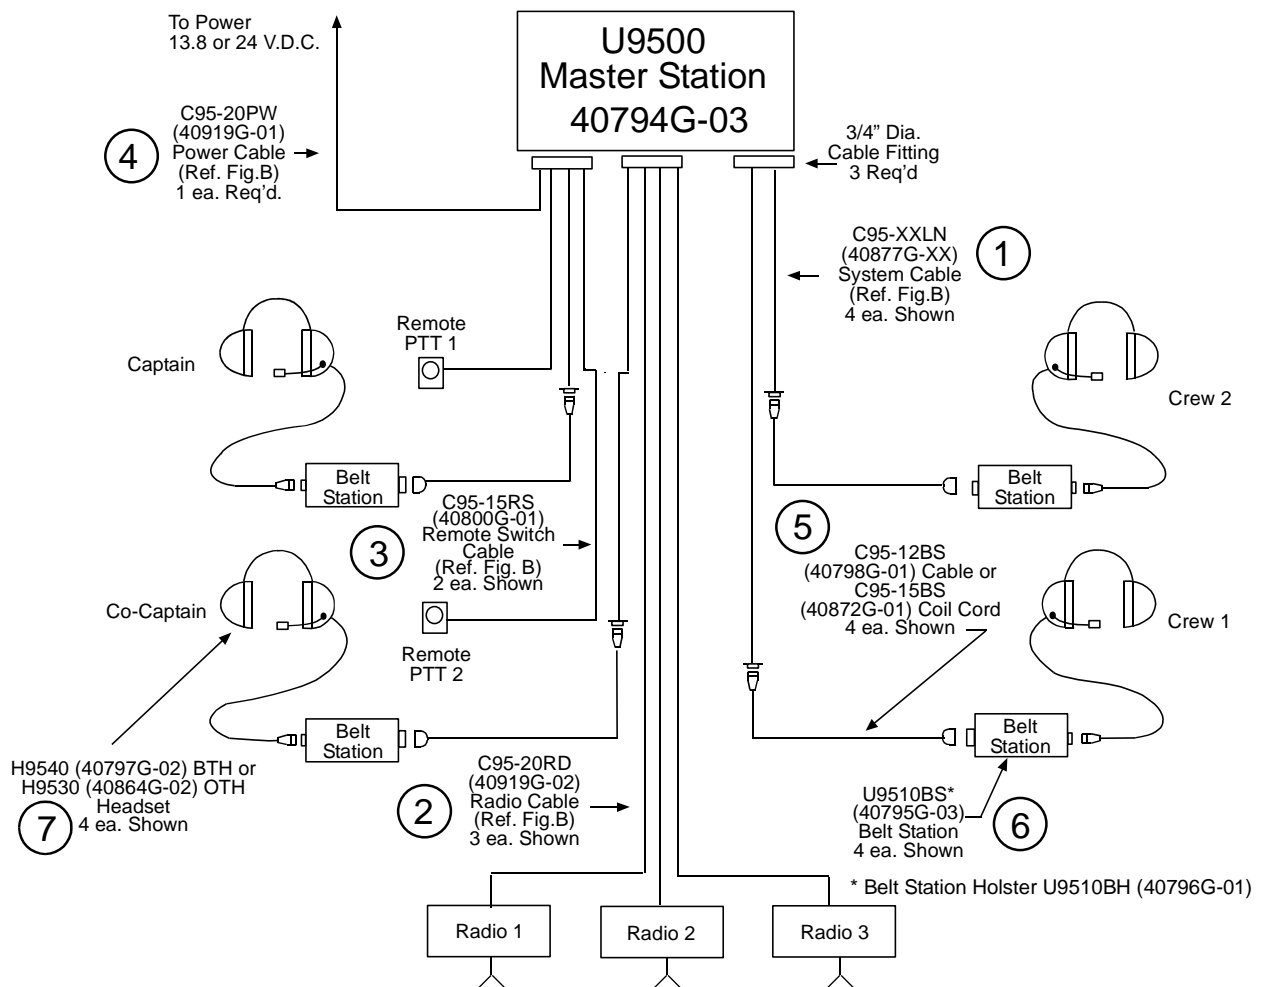 To Power
13.8 or 24 V.D.C.
U9500
Master Station
40794G-03
C95-20PW
(40919G-01)
Power Cable
(Ref. Fig.B)
1 ea. Req'd.
4
3/4" Dia.
Cable Fitting
3 Req'd
C95-XXLN
(40877G-XX)
System Cable
(Ref. Fig.B)
4 ea. Shown
1
Captain
Remote
PTT 1
Crew 2
Belt
Station
Belt
Station
C95-15RS
(40800G-01)
Remote Switch
Cable
(Ref. Fig. B)
2 ea. Shown
3
5
C95-12BS
(40798G-01) Cable or
C95-15BS
(40872G-01) Coil Cord
4 ea. Shown
Co-Captain
Remote
PTT 2
Crew 1
Belt
Station
Belt
Station
H9540 (40797G-02) BTH or
H9530 (40864G-02) OTH
Headset
4 ea. Shown
7
C95-20RD
(40919G-02)
Radio Cable
(Ref. Fig.B)
3 ea. Shown
2
U9510BS*
(40795G-03)
Belt Station
4 ea. Shown
6
* Belt Station Holster U9510BH (40796G-01)
Radio 1
Radio 2
Radio 3